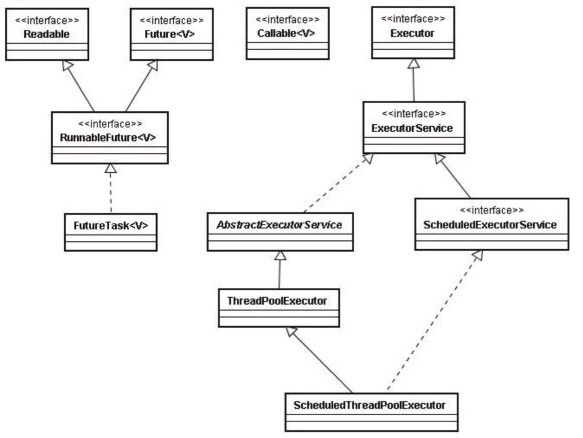 <<interface>>
Readable
<<interface>>
Future<V>
<<interface>>
Callable<V>
<<interface>>
Executor
<<interface>>
RunnableFuture<V>
<<interface>>
ExecutorService
FutureTask<V>
AbstractExecutorService
<<interface>>
ScheduledExecutorService
ThreadPoolExecutor
ScheduledThreadPoolExecutor